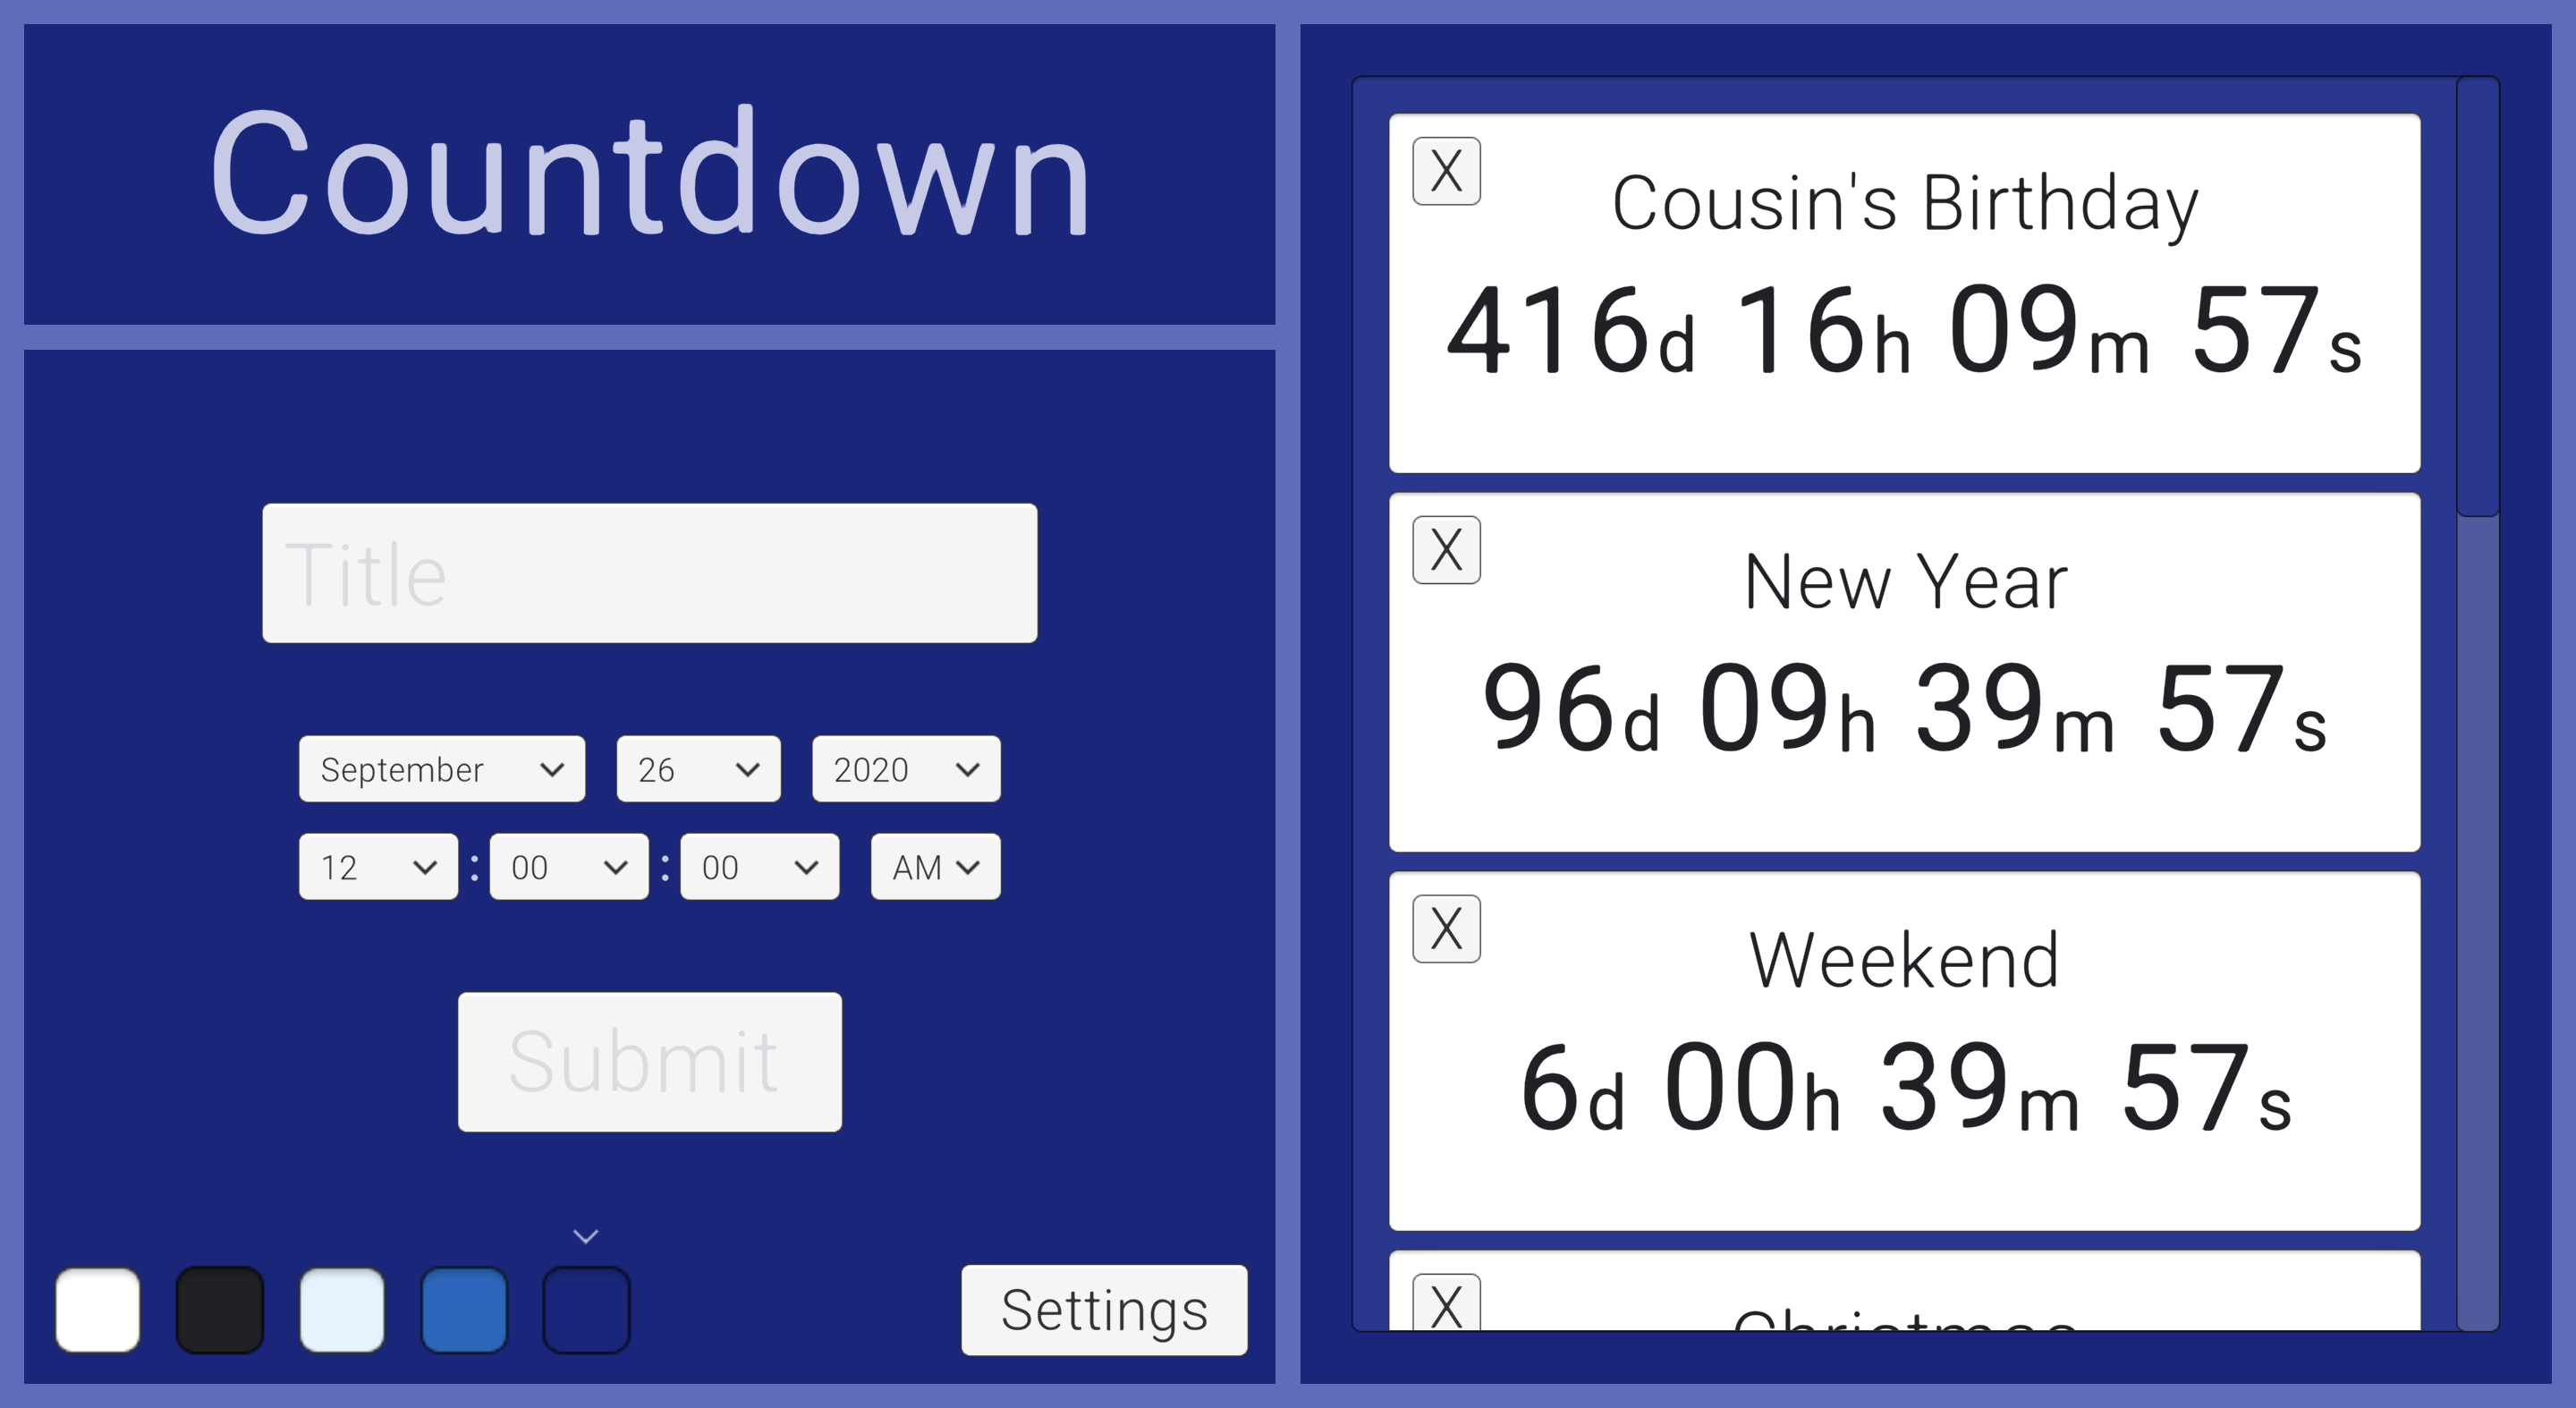 Countdown
Title
September 26 2020
12 : 00 : 00 AM
Submit
Settings
X
Cousin's Birthday
416d 16h 09m 57s
X
New Year
96d 09h 39m 57s
X
Weekend
6d 00h 39m 57s
X
Christmas